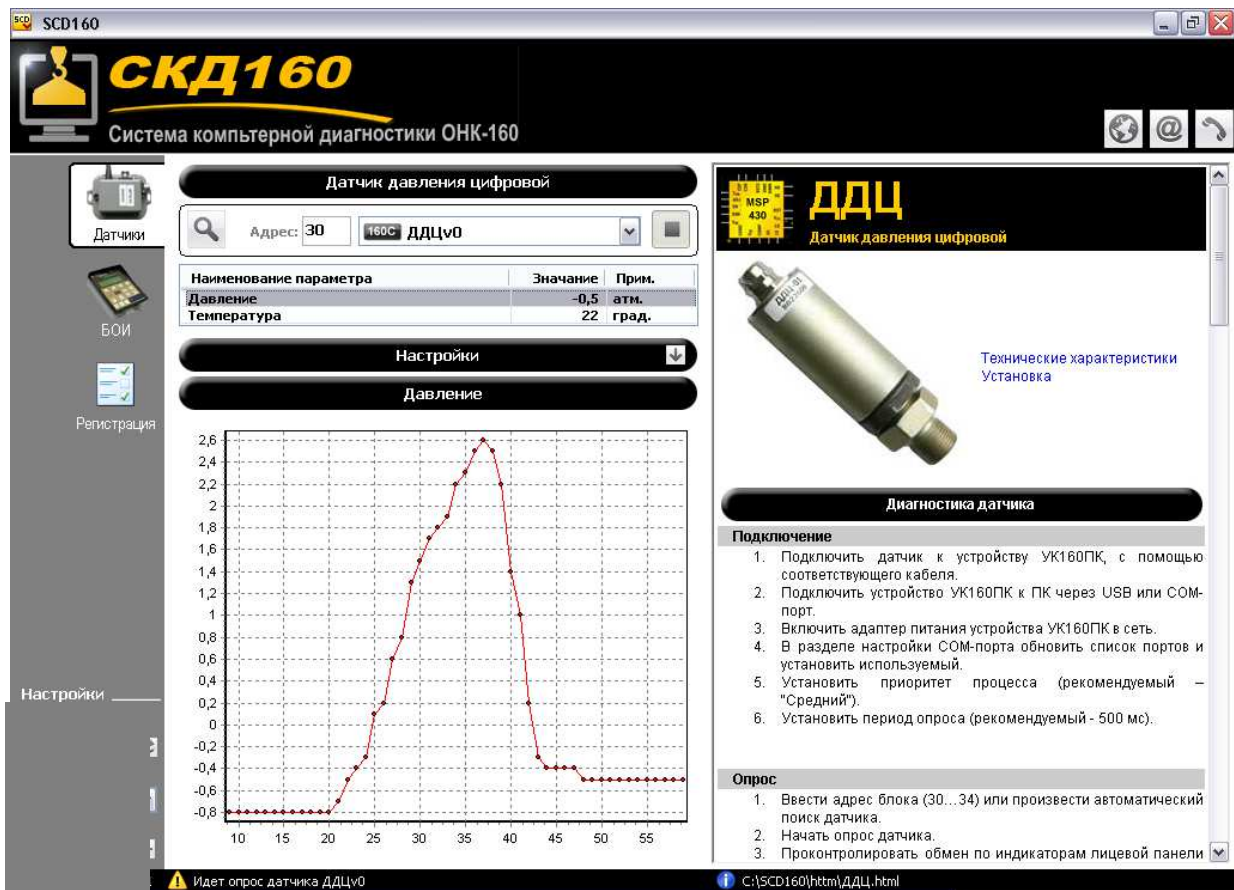 SCD160
СКД160
Система компьтерной диагностики ОНК-160
Датчики
БОИ
Регистрация
Настройки
Датчик давления цифровой
Адрес: 30 160C ДДЦv0
Наименование параметра Значание Прим.
Давление -0,5 атм.
Температура 22 град.
Настройки
Давление
2,6
2,4
2,2
2
1,8
1,6
1,4
1,2
1
0,8
0,6
0,4
0,2
0
-0,2
-0,4
-0,6
-0,8
10 15 20 25 30 35 40 45 50 55
MSP
430
ДДЦ
Датчик давления цифровой
ДДЦ-01
Технические характеристики
Установка
Диагностика датчика
Подключение
1. Подключить датчик к устройству УК160ПК, с помощью
соответствующего кабеля.
2. Подключить устройство УК160ПК к ПК через USB или COM-
порт.
3. Включить адаптер питания устройства УК160ПК в сеть.
4. В разделе настройки COM-порта обновить список портов и
установить используемый.
5. Установить приоритет процесса (рекомендуемый –
"Средний").
6. Установить период опроса (рекомендуемый - 500 мс).
Опрос
1. Ввести адрес блока (30...34) или произвести автоматический
поиск датчика.
2. Начать опрос датчика.
3. Проконтролировать обмен по индикаторам лицевой панели
Идет опрос датчика ДДЦv0
C:\SCD160\httm\ДДЦ.html